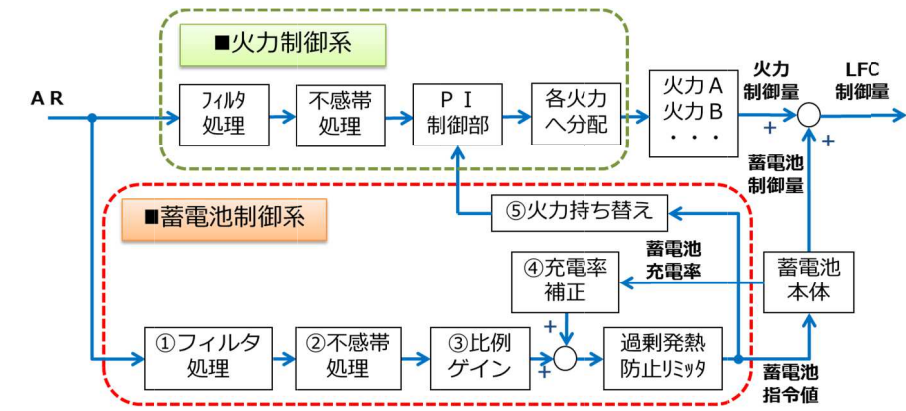 ■火力制御系
AR
ﾌｨﾙﾀ
処理
不感帯
処理
PI
制御部
各火力
へ分配
火力A
火力B
・・・
火力
制御量
+
LFC
制御量
+
蓄電池
制御量
■蓄電池制御系
⑤火力持ち替え
④充電率
補正
蓄電池
充電率
蓄電池
本体
①フィルタ
処理
②不感帯
処理
③比例
ゲイン
+
+
過剰発熱
防止ﾘﾐｯﾀ
蓄電池
指令値